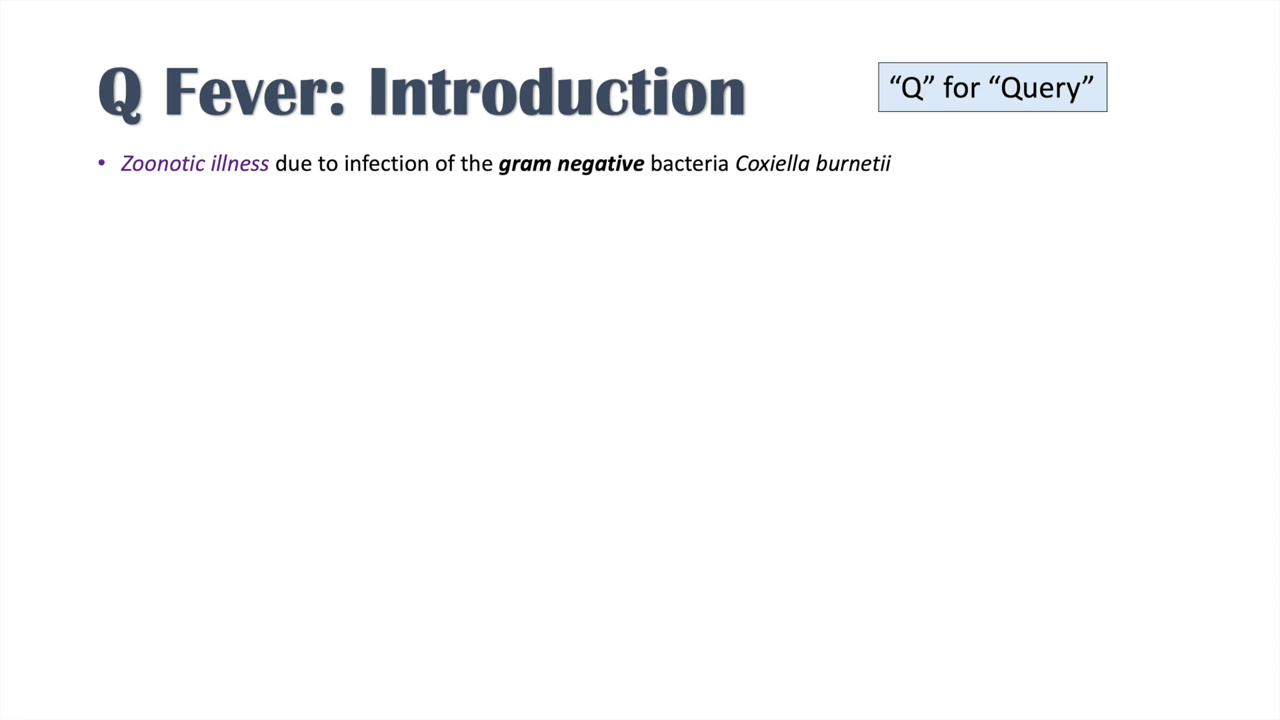 Q Fever: Introduction
“Q” for “Query”
• Zoonotic illness due to infection of the gram negative bacteria Coxiella burnetii